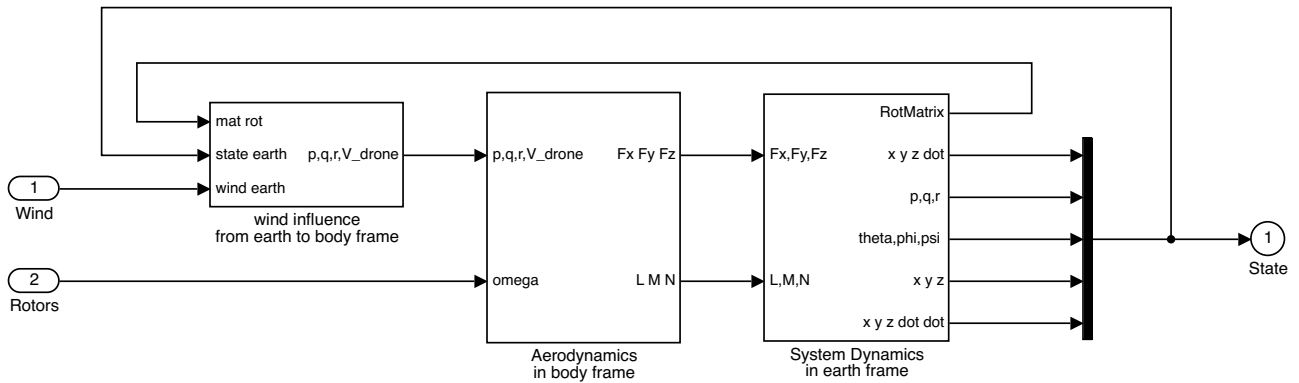 1
Wind
2
Rotors
mat rot
state earth
wind earth
p,q,r,V_drone
wind influence
from earth to body frame
p,q,r,V_drone
omega
Fx Fy Fz
L M N
Aerodynamics
in body frame
Fx,Fy,Fz
L,M,N
RotMatrix
x y z dot
p,q,r
theta,phi,psi
x y z
x y z dot dot
System Dynamics
in earth frame
1
State